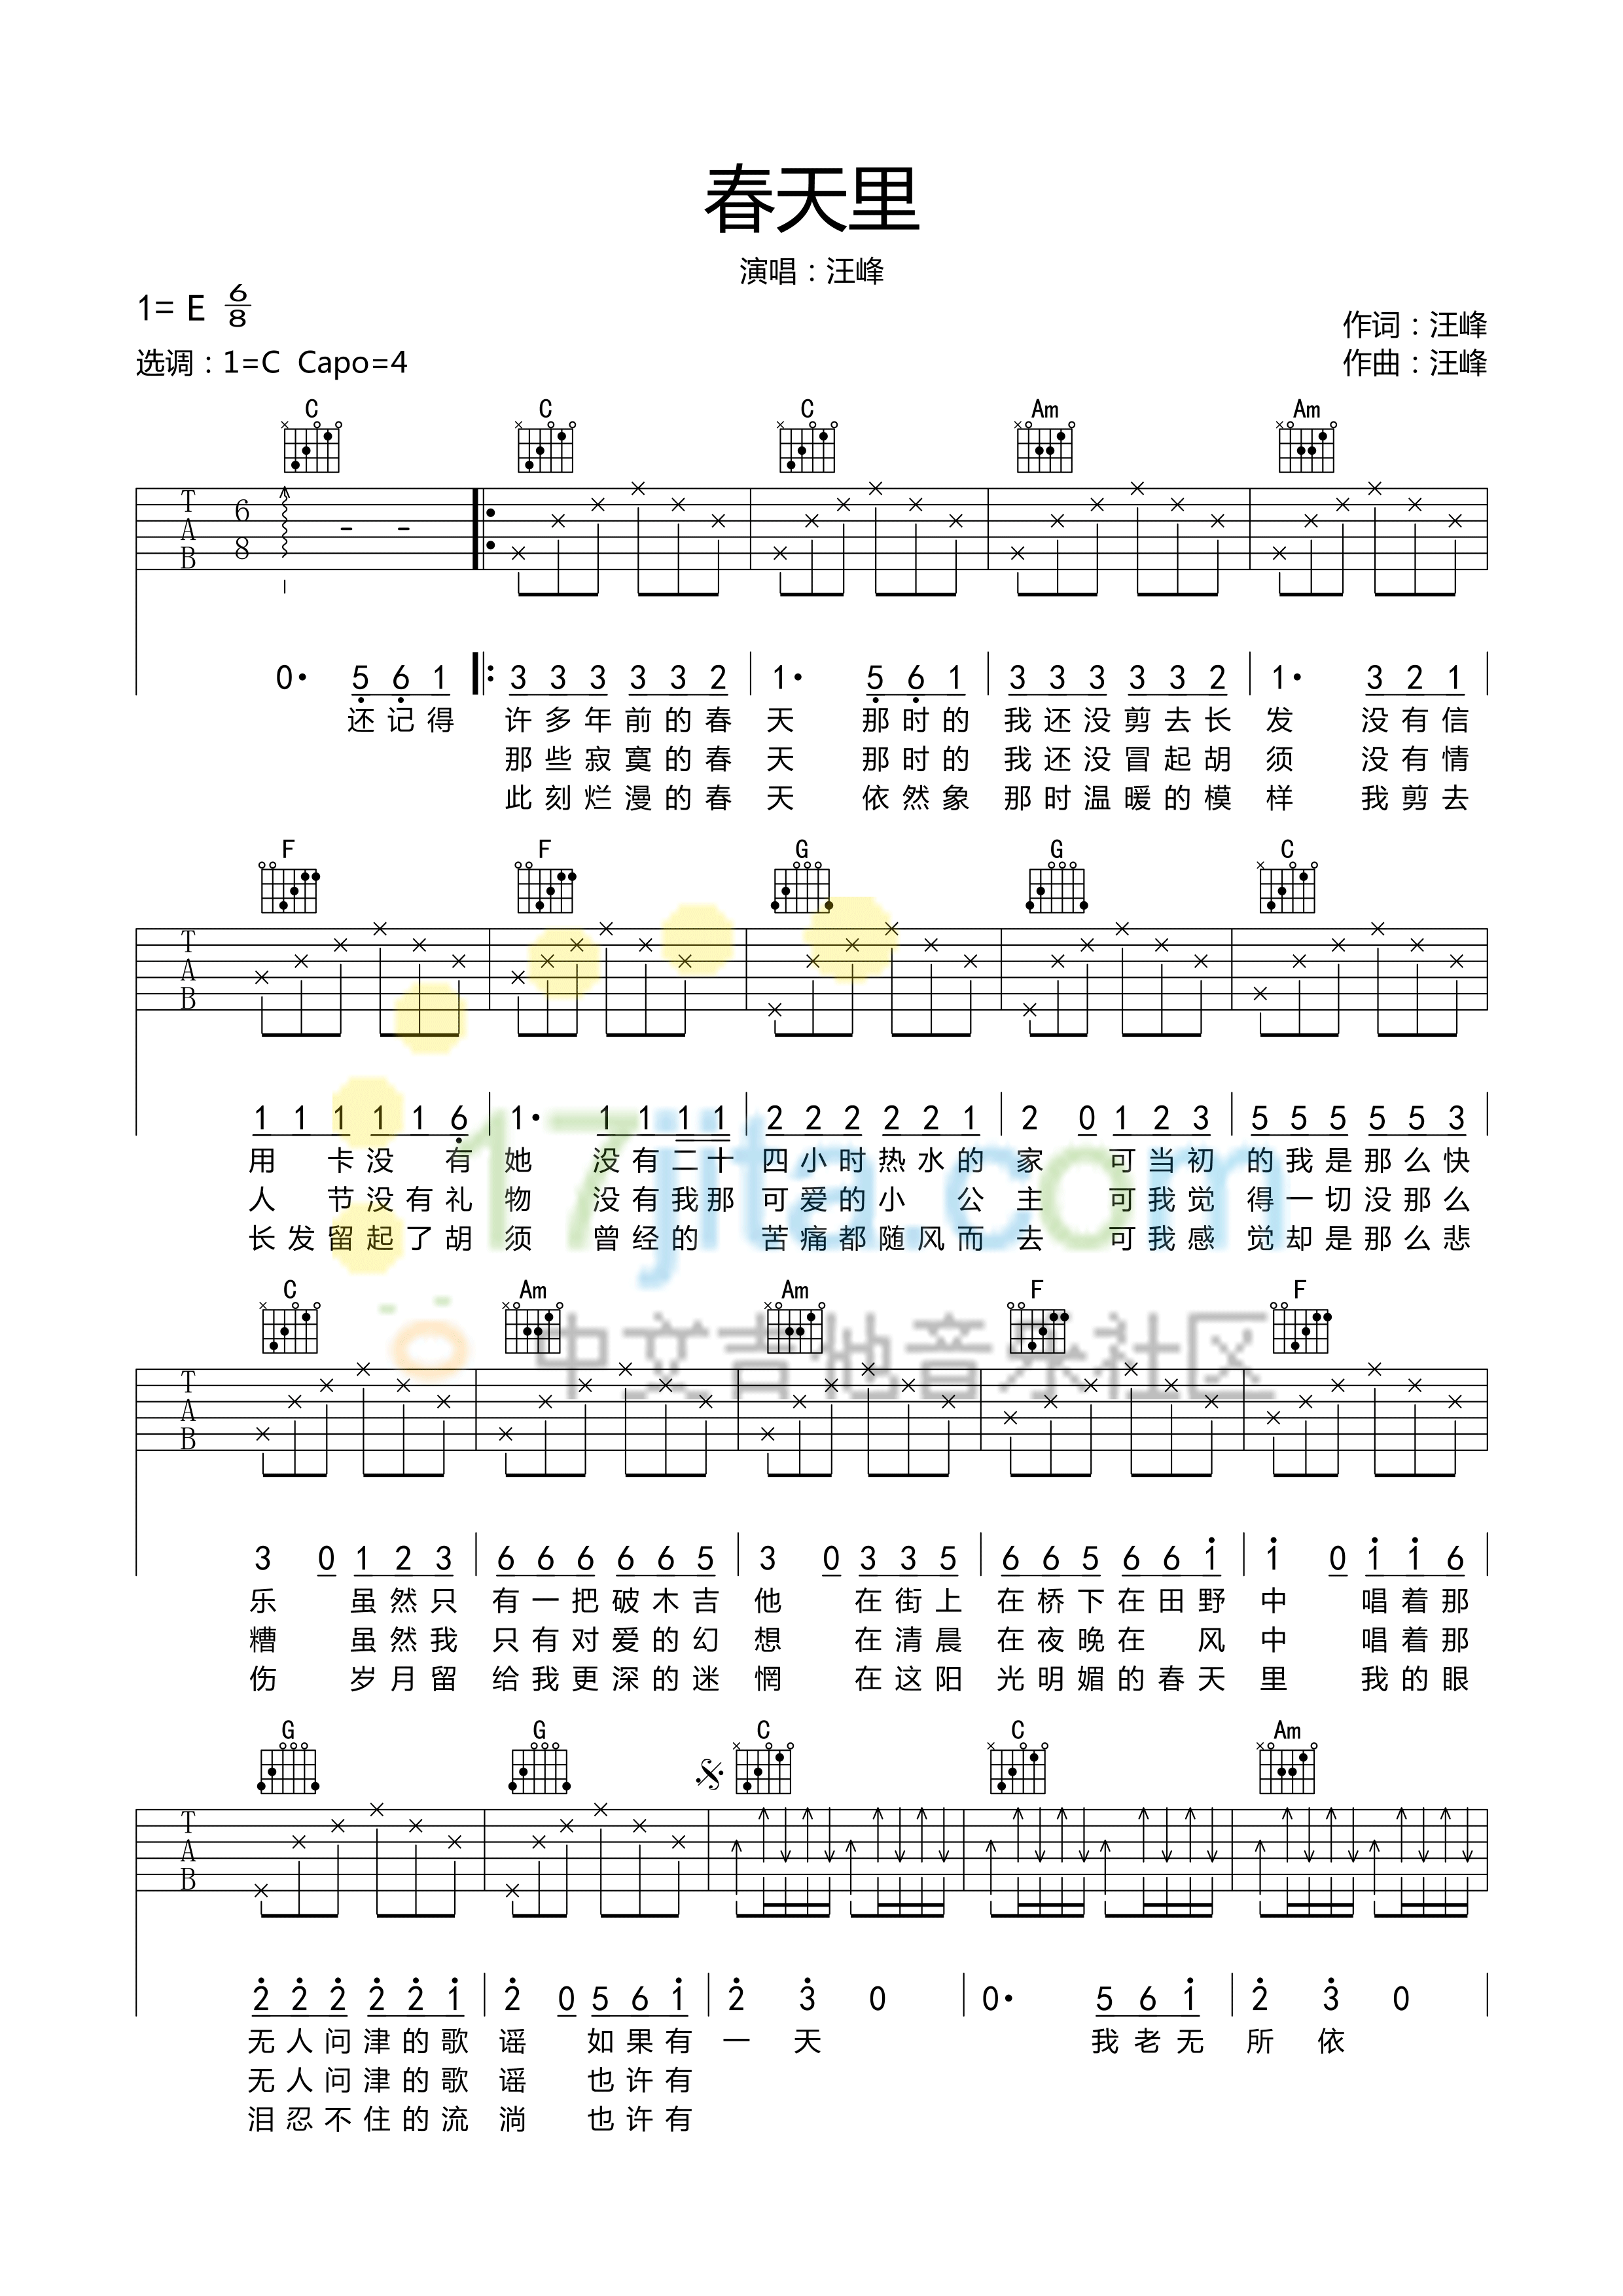 春天里
演唱：汪峰
1= E 6/8
作词：汪峰
选调：1=C Capo=4
作曲：汪峰
C C C Am Am
T A B 6 8 - -
0· 5 6 1 3 3 3 3 3 2 1· 5 6 1 3 3 3 3 3 2 1· 3 2 1
还记得 许多年前的春天 那时的 我还没剪去长发 没有信
那些寂寞的春天 那时的 我还没冒起胡须 没有情
此刻烂漫的春天 依然象 那时温暖的模样 我剪去
F F G G C
T A B
1 1 1 1 1 6 1· 1 1 1 1 2 2 2 2 2 1 2 0 1 2 3 5 5 5 5 5 3
用 卡没 有 她 没有二十 四小时热水的 家 可当初 的我是那么快
人 节没有礼 物 没有我那 可爱的小 公 主 可我觉 得一切没那么
长发留起了胡 须 曾经的 苦痛都随风而 去 可我感 觉却是那么悲
17jita.com
中文吉他音乐社区
C Am Am F F
T A B
3 0 1 2 3 6 6 6 6 6 5 3 0 3 3 5 6 6 5 6 6 1 1 0 1 1 6
乐 虽然只 有一把破木吉 他 在街上 在桥下在田野 中 唱着那
糟 虽然我 只有对爱的幻 想 在清晨 在夜晚在 风 中 唱着那
伤 岁月留 给我更深的迷 惘 在这阳 光明媚的春天 里 我的眼
G G C C Am
T A B
2 2 2 2 2 1 2 0 5 6 1 2 3 0 0· 5 6 1 2 3 0
无人问津的歌 谣 如果有 一 天 我老无 所 依
无人问津的歌 谣 也许有
泪忍不住的流 淌 也许有